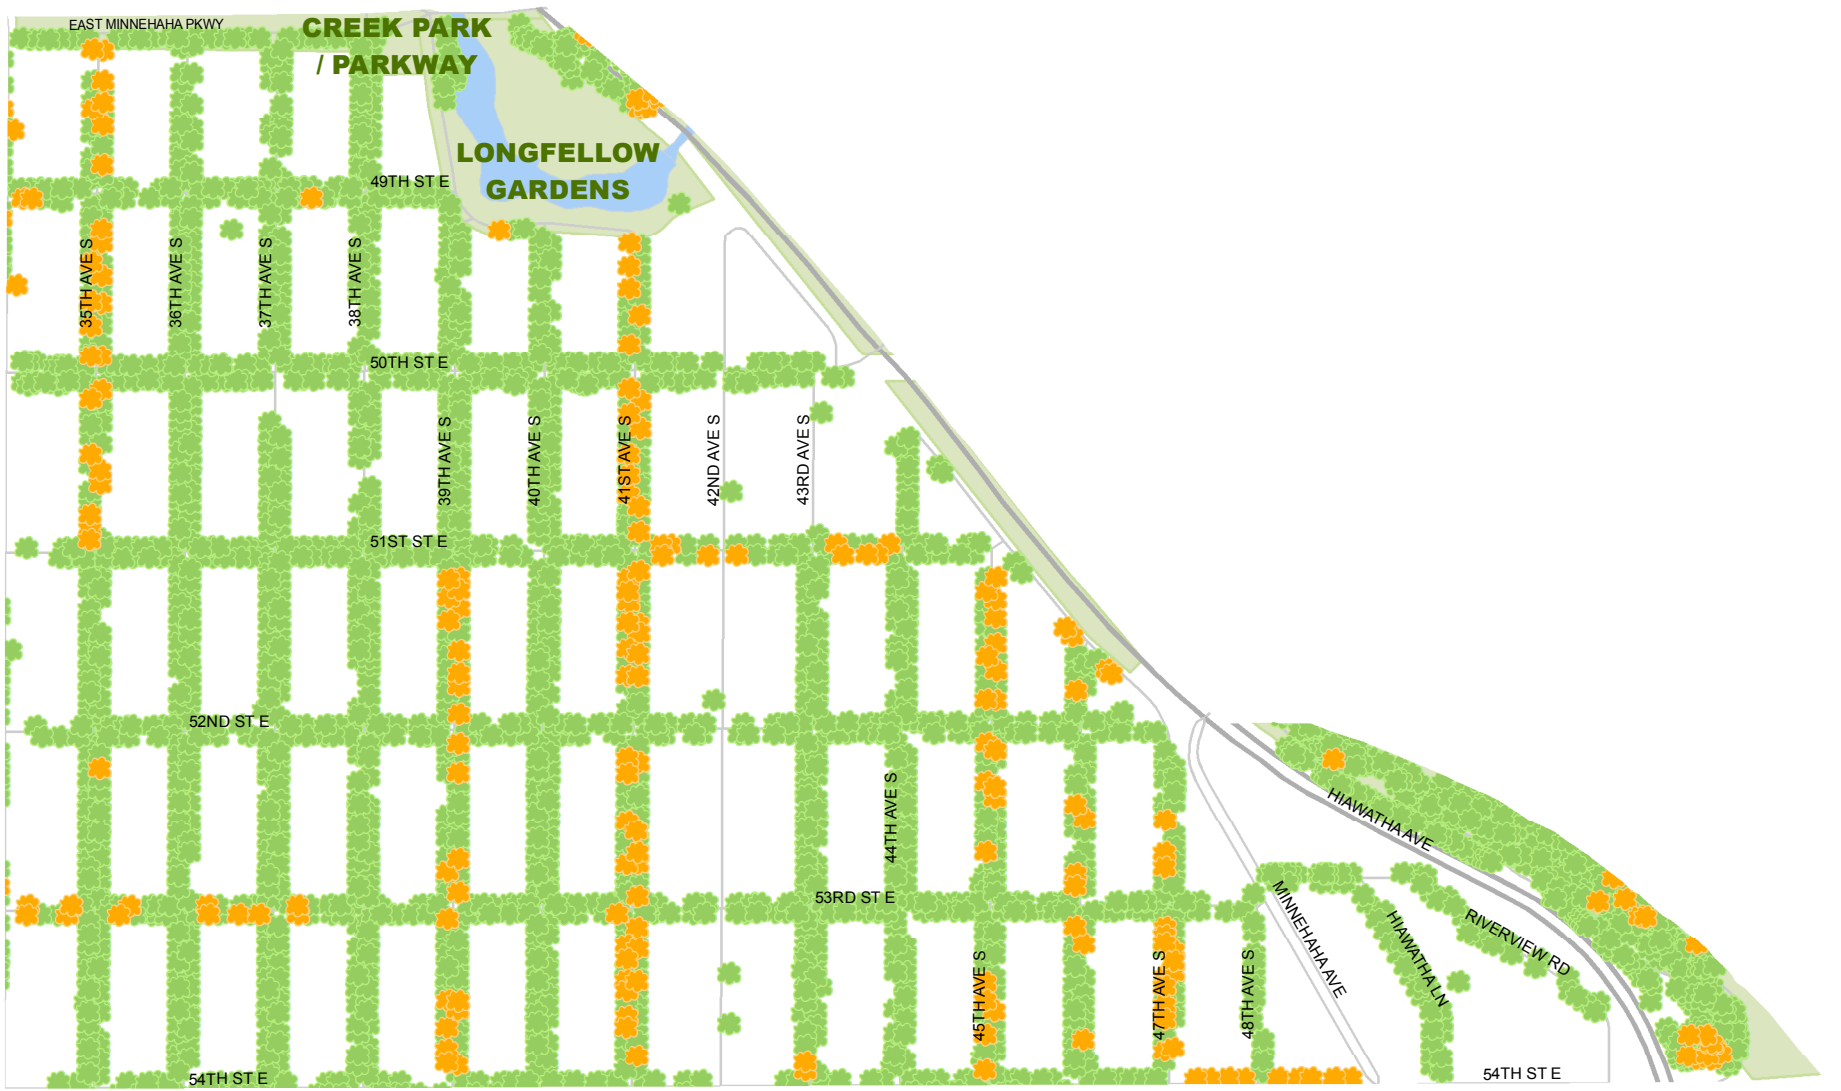 EAST MINNEHAHA PKWY
CREEK PARK
/ PARKWAY
LONGFELLOW
GARDENS
49TH ST E
35TH AVE S
36TH AVE S
37TH AVE S
38TH AVE S
50TH ST E
39TH AVE S
40TH AVE S
41ST AVE S
42ND AVE S
43RD AVE S
51ST ST E
52ND ST E
44TH AVE S
HIAWATHA AVE
53RD ST E
MINNEHAHA AVE
HIAWATHA LN
RIVERVIEW RD
45TH AVE S
47TH AVE S
48TH AVE S
54TH ST E
54TH ST E